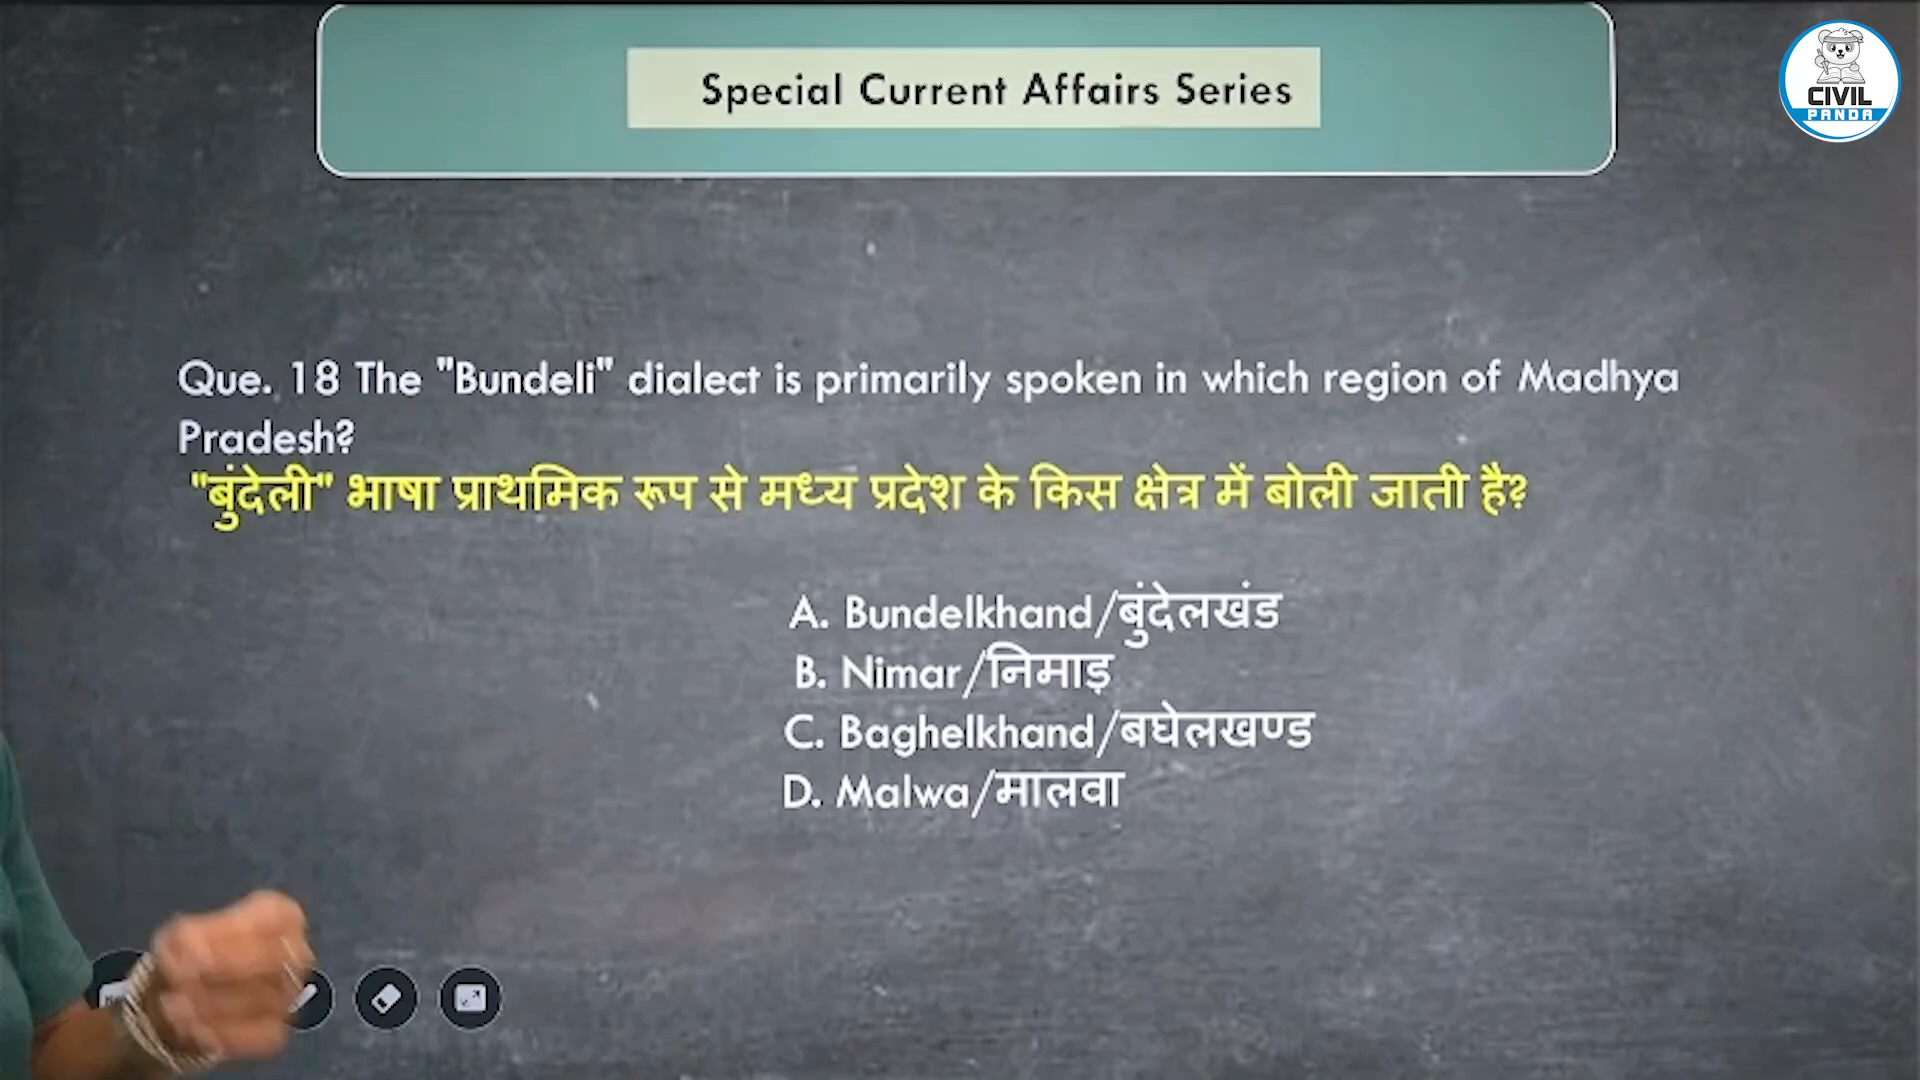 Special Current Affairs Series
CIVIL
PANDA
Que. 18 The "Bundeli" dialect is primarily spoken in which region of Madhya
Pradesh?
"बुंदेली" भाषा प्राथमिक रूप से मध्य प्रदेश के किस क्षेत्र में बोली जाती है?
A. Bundelkhand/बुंदेलखंड
B. Nimar/निमाड़
C. Baghelkhand/बघेलखण्ड
D. Malwa/मालवा